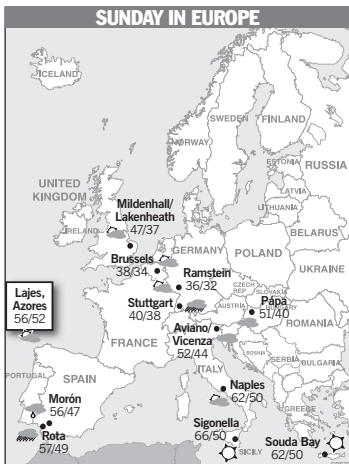 SUNDAY IN EUROPE
ICELAND
SWEDEN
FINLAND
NORWAY
ESTONIA
RUSSIA
LATVIA
LITHUANIA
UNITED
KINGDOM
Mildenhall/
Lakenheath
47/37
IRELAND
BELARUS
Brussels
38/34
GERMANY
POLAND
UKRAINE
Ramstein
36/32
CZECH
REP
SLOVAKIA
Lajes,
Azores
56/52
Stuttgart
40/38
AUSTRIA
Pápa
51/40
HUNGARY
ROMANIA
FRANCE
Aviano/
Vicenza
52/44
BOSNIA
SERBIA
BULGARIA
ITALY
PORTUGAL
SPAIN
Morón
56/47
Naples
62/50
GREECE
Rota
57/49
Sigonella
66/50
SICILY
Souda Bay
62/50